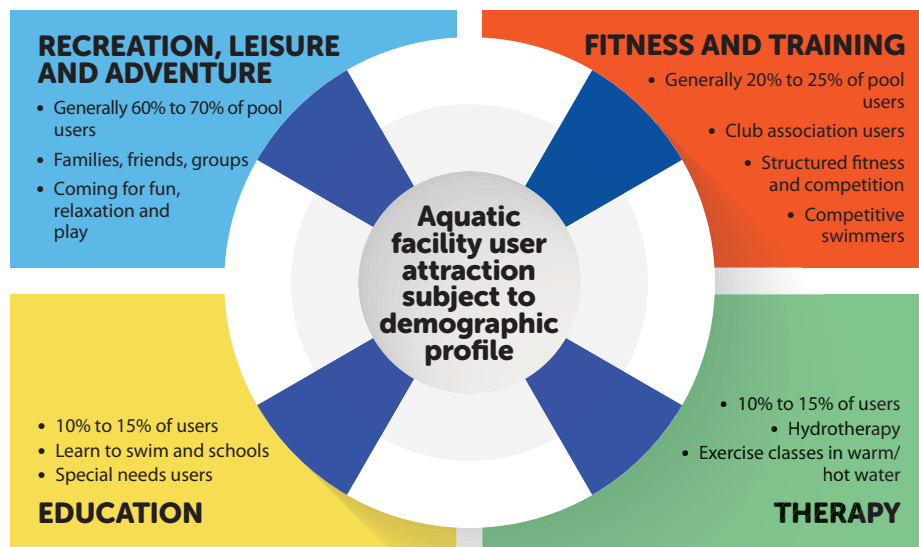 RECREATION, LEISURE
AND ADVENTURE
• Generally 60% to 70% of pool
users
• Families, friends, groups
• Coming for fun,
relaxation and
play
FITNESS AND TRAINING
• Generally 20% to 25% of pool
users
• Club association users
• Structured fitness
and competition
• Competitive
swimmers
Aquatic
facility user
attraction
subject to
demographic
profile
• 10% to 15% of users
• Learn to swim and schools
• Special needs users
EDUCATION
• 10% to 15% of users
• Hydrotherapy
• Exercise classes in warm/
hot water
THERAPY